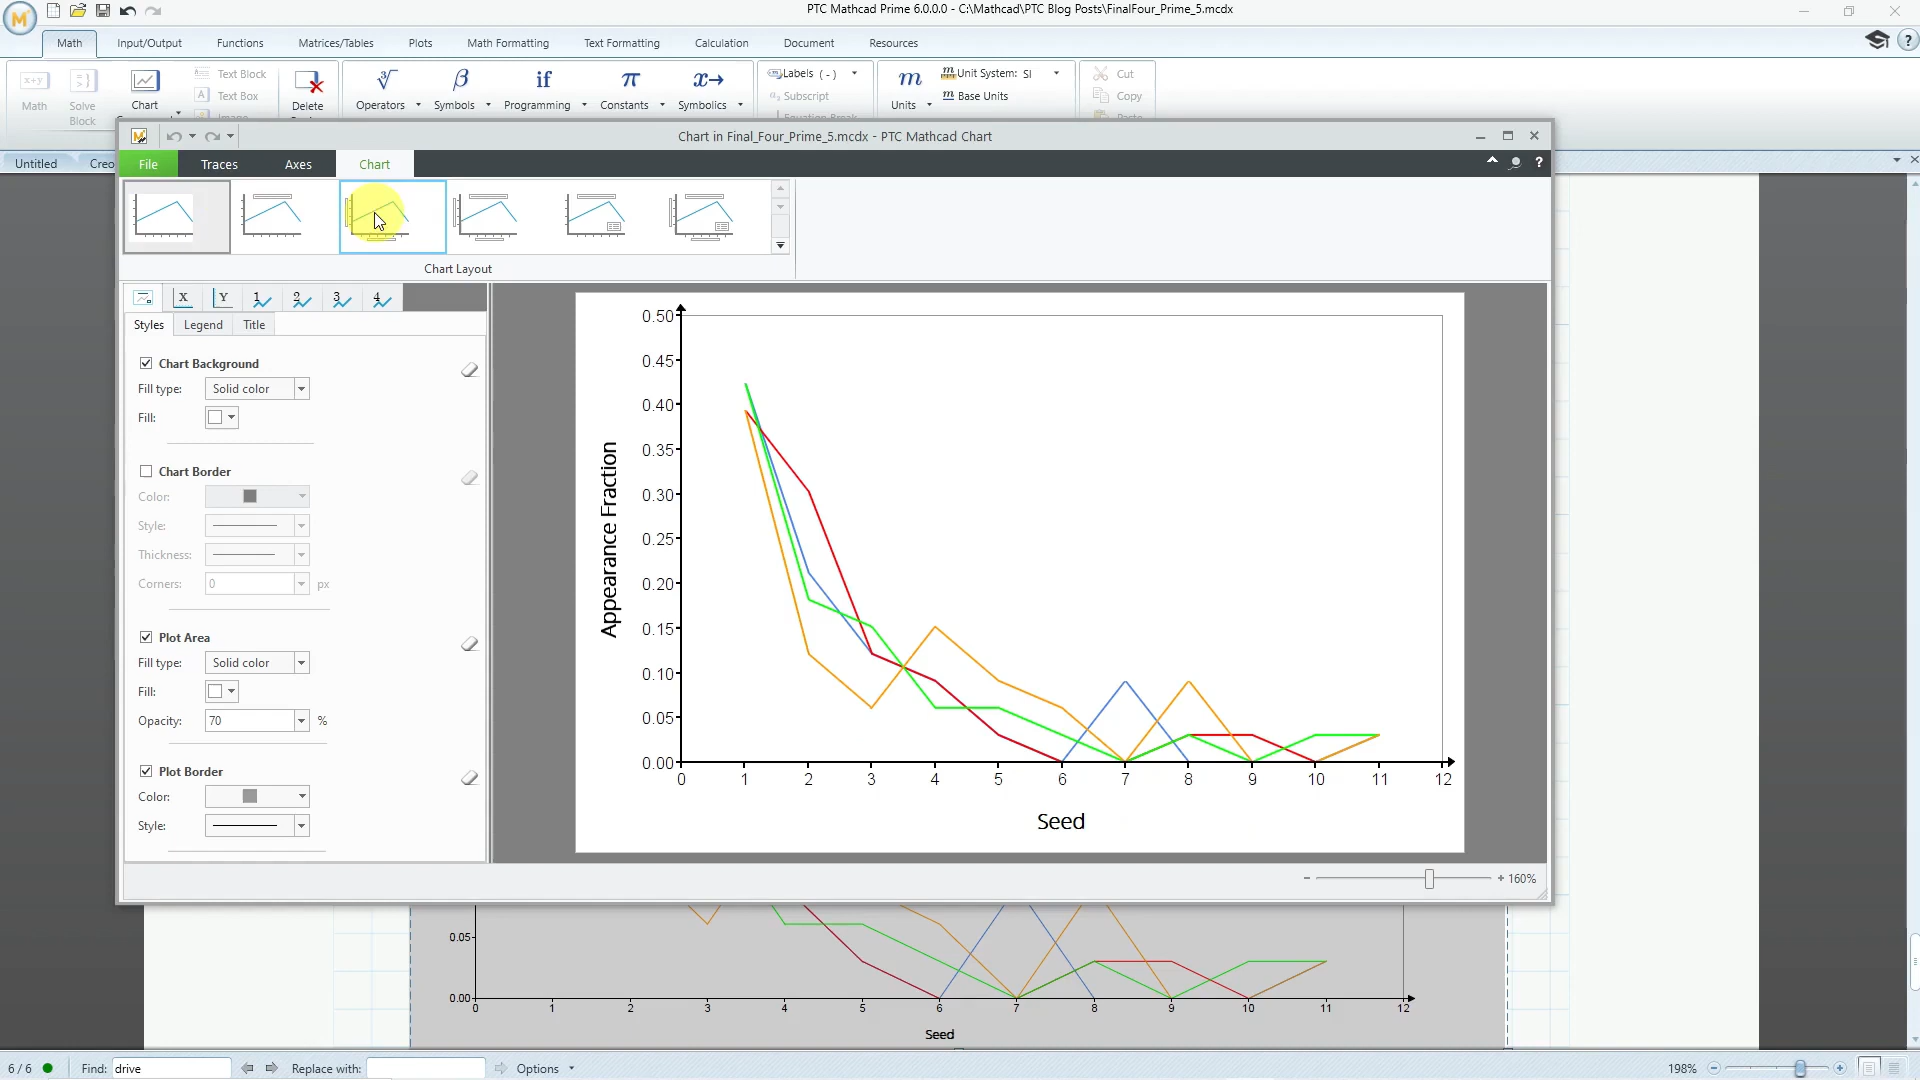 PTC Mathcad Prime 6.0.0.0 - C:\Mathcad\PTC Blog Posts\FinalFour_Prime_5.mcdx
Math
Input/Output
Functions
Matrices/Tables
Plots
Math Formatting
Text Formatting
Calculation
Document
Resources
?
Math
Solve
Block
Chart
Text Block
Text Box
Delete
∛
Operators
β
Symbols
if
Programming
π
Constants
x→
Symbolics
Labels (-)
Subscript
m
Units
Unit System: SI
Base Units
Cut
Copy
Untitled
Creo
Chart in Final_Four_Prime_5.mcdx - PTC Mathcad Chart
File
Traces
Axes
Chart
?
Chart Layout
X
Y
1
2
3
4
Styles
Legend
Title
Chart Background
Fill type:
Solid color
Fill:
Chart Border
Color:
Style:
Thickness:
Corners:
0
px
Plot Area
Fill type:
Solid color
Fill:
Opacity:
70
%
Plot Border
Color:
Style:
Appearance Fraction
0.50
0.45
0.40
0.35
0.30
0.25
0.20
0.15
0.10
0.05
0.00
0 1 2 3 4 5 6 7 8 9 10 11 12
Seed
- + 160%
0.05
0.00
0 1 2 3 4 5 6 7 8 9 10 11 12
Seed
6 / 6
Find:
drive
Replace with:
Options
198%